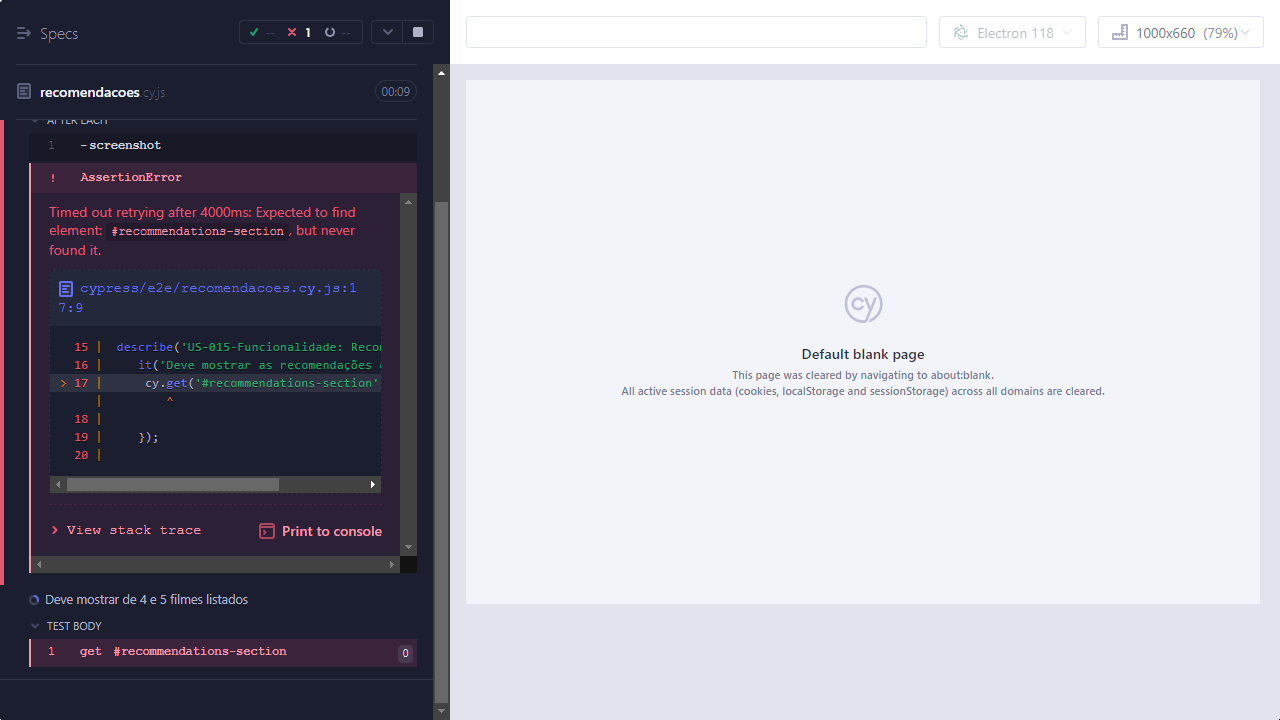 Specs
-- 1 --
Electron 118
1000x660 (79%)
recomendacoes.cy.js
00:09
AFTER EACH
1 -screenshot
! AssertionError
Timed out retrying after 4000ms: Expected to find
element: #recommendations-section, but never
found it.
cypress/e2e/recomendacoes.cy.js:1
7:9
15 | describe('US-015-Funcionalidade: Reco
16 | it('Deve mostrar as recomendações
> 17 | cy.get('#recommendations-section'
| ^
18 |
19 | });
20 |
> View stack trace
Print to console
Deve mostrar de 4 e 5 filmes listados
TEST BODY
1 get #recommendations-section 0
cy
Default blank page
This page was cleared by navigating to about:blank.
All active session data (cookies, localStorage and sessionStorage) across all domains are cleared.